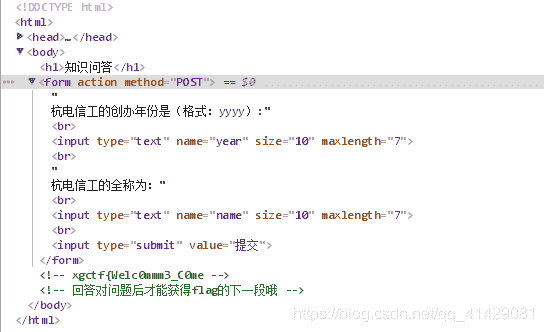 <!DOCTYPE html>
<html>
▶<head>…</head>
▼<body>
<h1>知识问答</h1>
••• ▼<form action method="POST"> == $0
"
杭电信工的创办年份是(格式：yyyy)："
<br>
<input type="text" name="year" size="10" maxlength="7">
<br>
"
杭电信工的全称为："
<br>
<input type="text" name="name" size="10" maxlength="7">
<br>
<input type="submit" value="提交">
</form>
<!-- xgctf{Welc0mmm3_C0me -->
<!-- 回答对问题后才能获得flag的下一段哦 -->
</body>
</html>
https://blog.csdn.net/qq_41429081